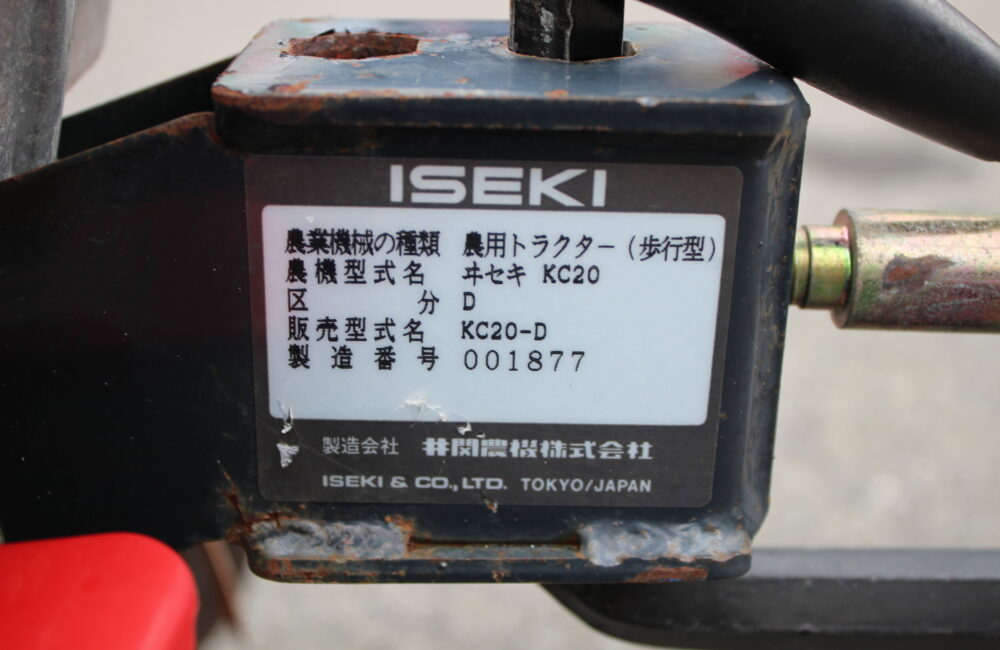 ISEKI
農業機械の種類 農用トラクター(歩行型)
農機型式名 ヰセキ KC20
区分 D
販売型式名 KC20-D
製造番号 001877
製造会社 井関農機株式会社
ISEKI & CO.,LTD. TOKYO/JAPAN